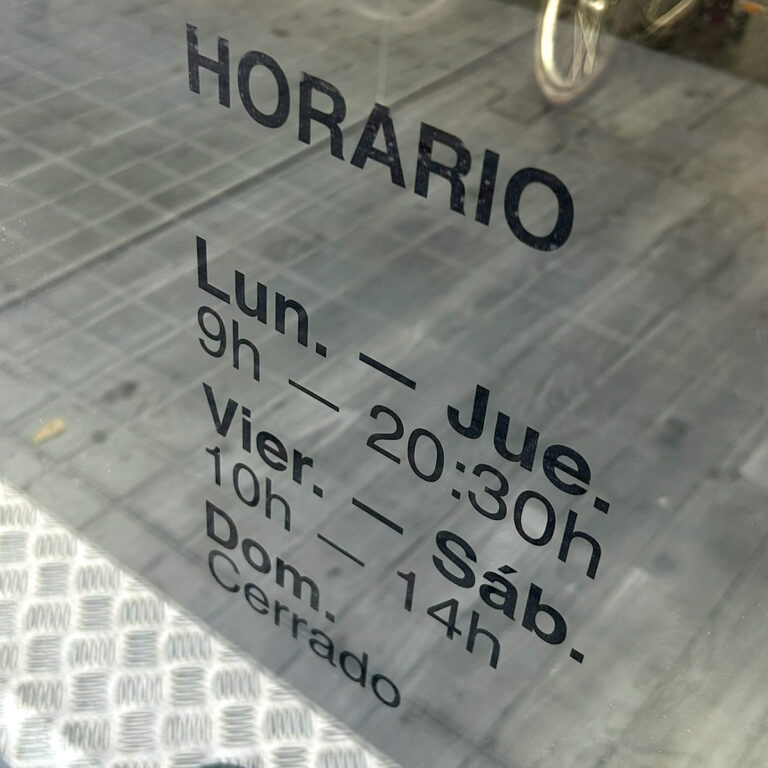 HORARIO
Lun. — Jue.
9h — 20:30h
Vier. — Sáb.
10h — 14h
Dom.
Cerrado